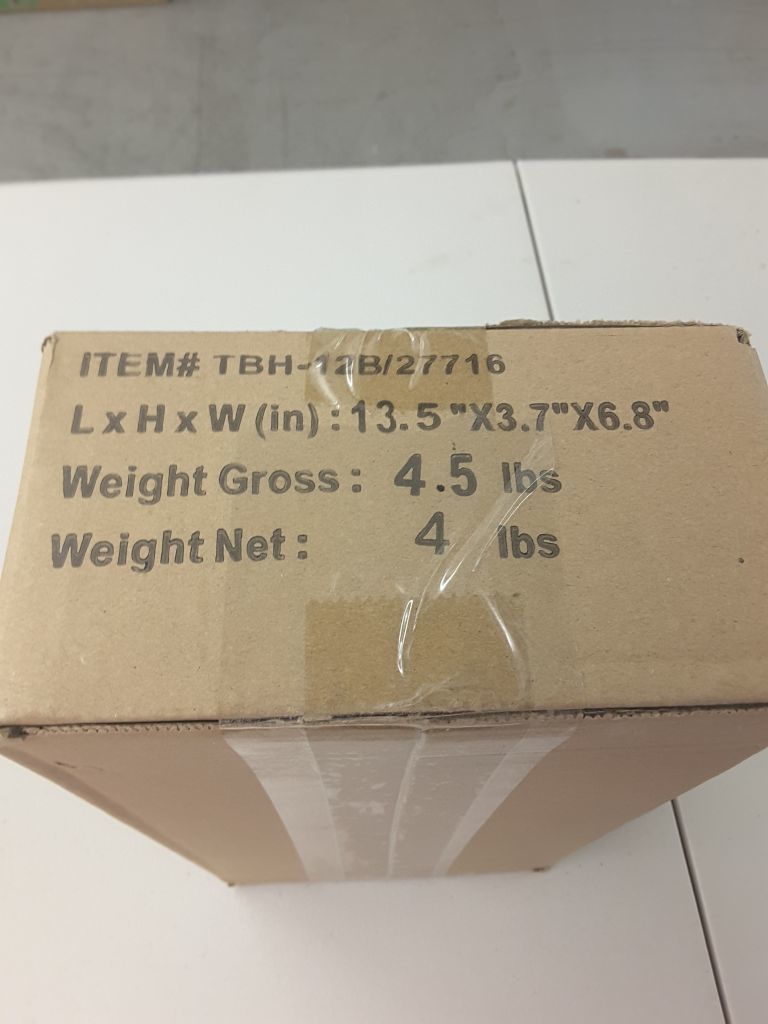 ITEM# TBH-12B/27716
L x H x W (in) : 13.5"X3.7"X6.8"
Weight Gross : 4.5 lbs
Weight Net : 4 lbs